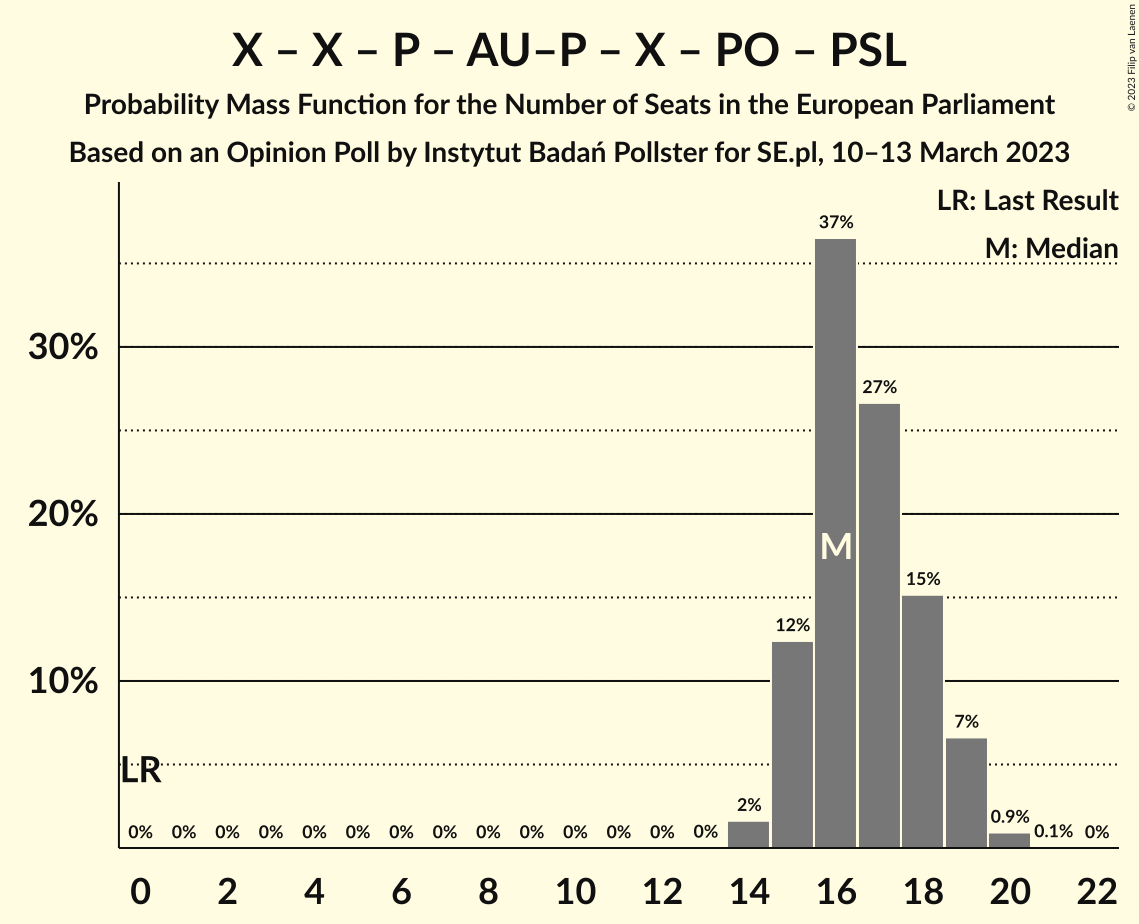 X – X – P – AU–P – X – PO – PSL
Probability Mass Function for the Number of Seats in the European Parliament
Based on an Opinion Poll by Instytut Badań Pollster for SE.pl, 10–13 March 2023
© 2023 Filip van Laenen
LR: Last Result
M: Median
37%
30%
27%
20%
M
15%
12%
10%
7%
LR
2%
0.9%
0% 0% 0% 0% 0% 0% 0% 0% 0% 0% 0% 0% 0% 0% 0.1% 0%
0 2 4 6 8 10 12 14 16 18 20 22